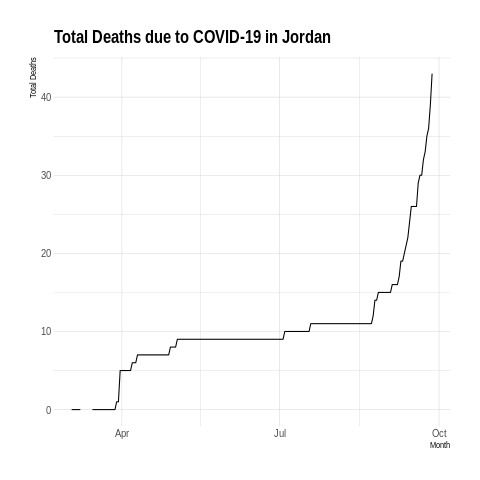 Total Deaths due to COVID-19 in Jordan
Total Deaths
40
30
20
10
0
Apr
Jul
Oct
Month